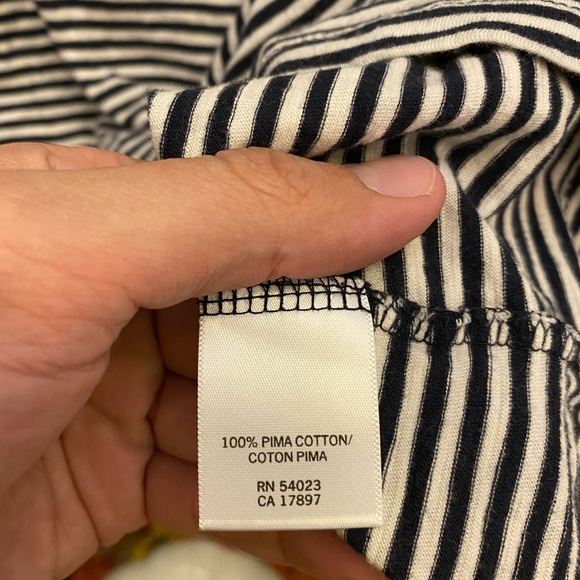 100% PIMA COTTON/
COTON PIMA
RN 54023
CA 17897